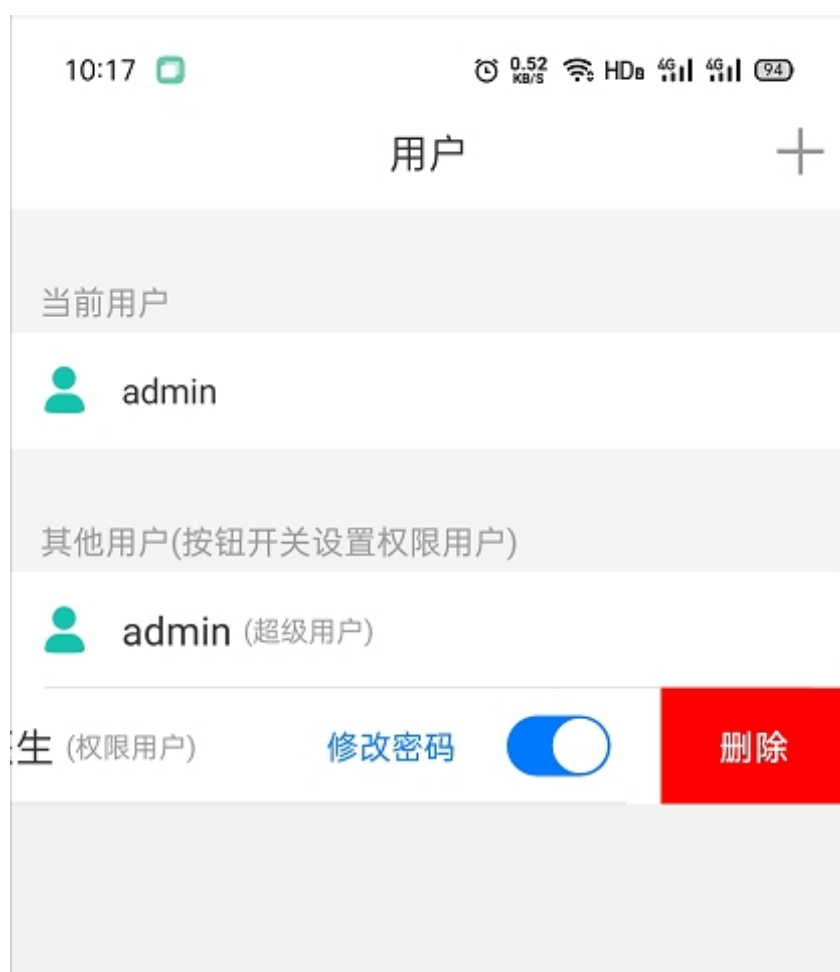 10:17 0.52 KB/S HD 4G 4G 94
用户
当前用户
admin
其他用户(按钮开关设置权限用户)
admin (超级用户)
生 (权限用户) 修改密码 删除